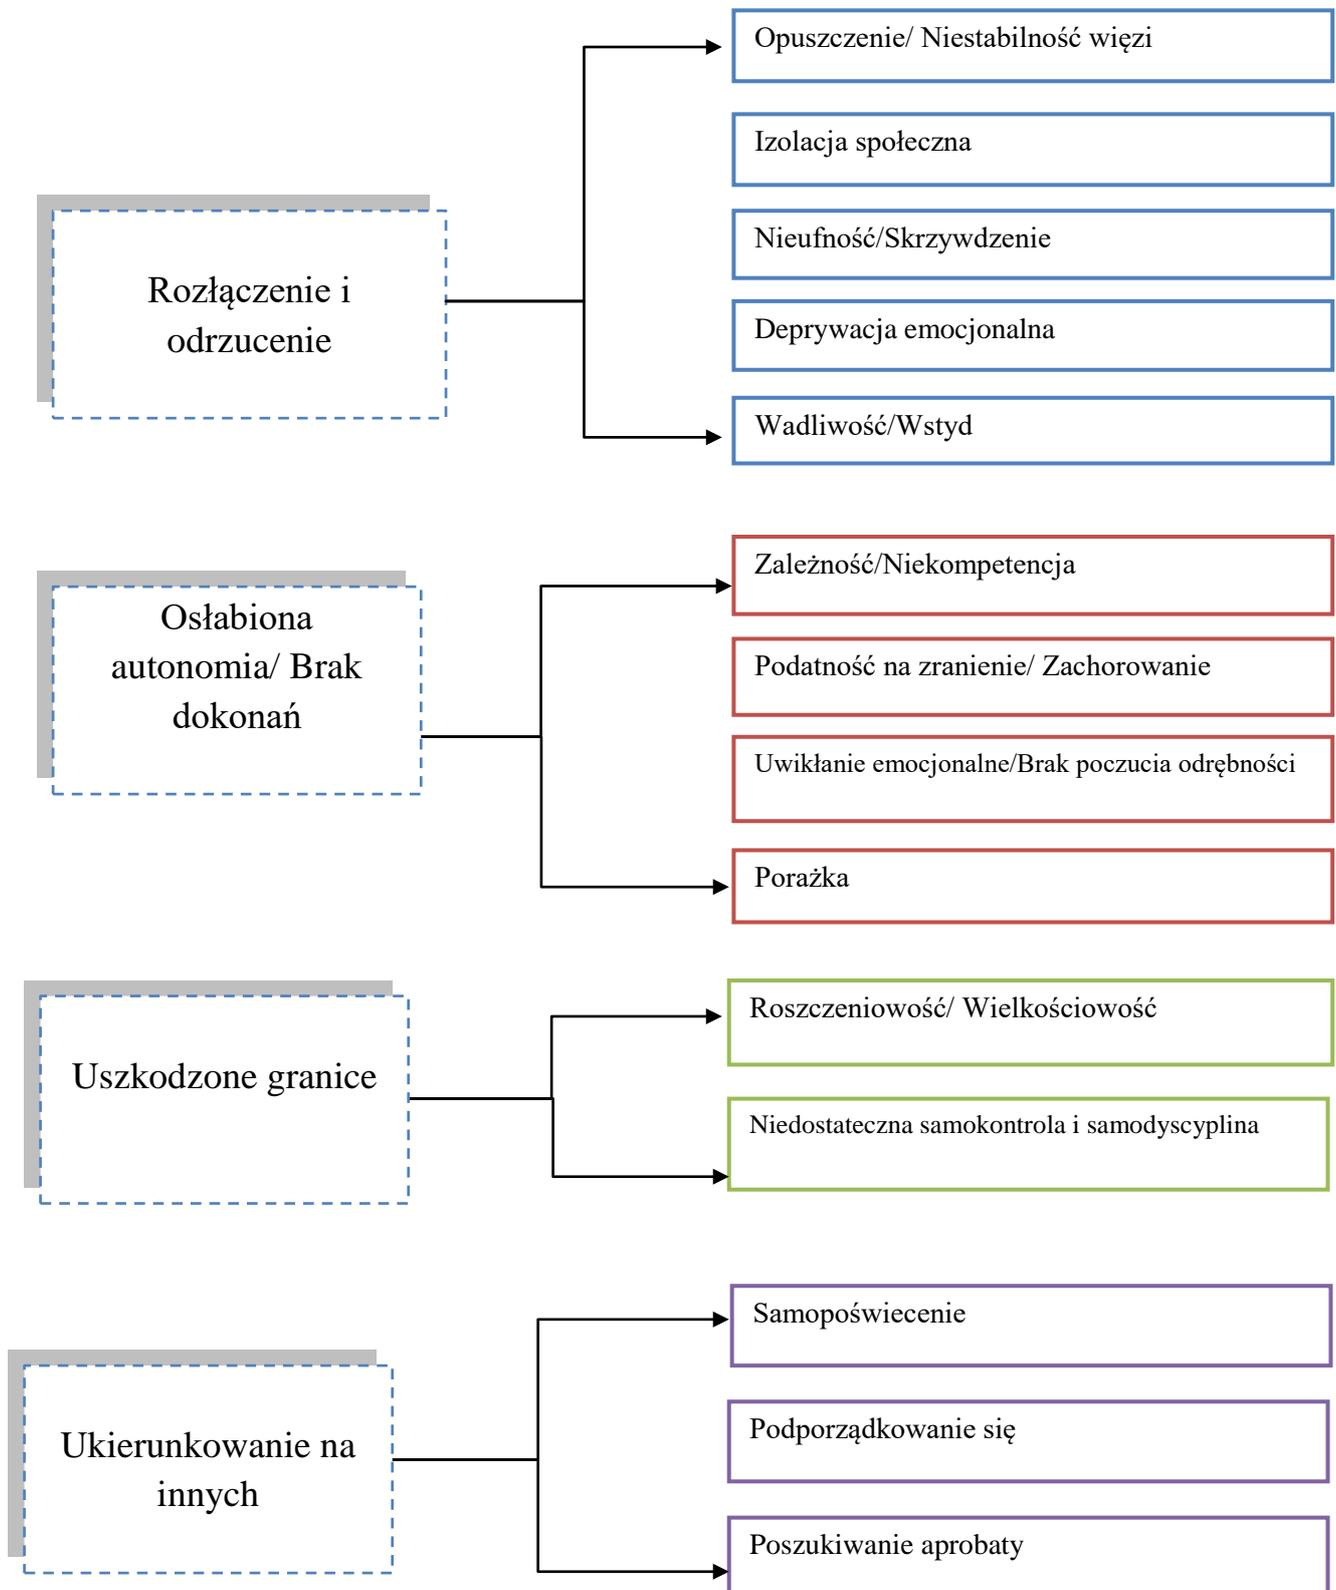 Opuszczenie/ Niestabilność więzi
Izolacja społeczna
Nieufność/Skrzywdzenie
Rozłączenie i
odrzucenie
Deprywacja emocjonalna
Wadliwość/Wstyd
Zależność/Niekompetencja
Osłabiona
autonomia/ Brak
dokonań
Podatność na zranienie/ Zachorowanie
Uwikłanie emocjonalne/Brak poczucia odrębności
Porażka
Roszczeniowość/ Wielkościowość
Uszkodzone granice
Niedostateczna samokontrola i samodyscyplina
Samopoświecenie
Ukierunkowanie na
innych
Podporządkowanie się
Poszukiwanie aprobaty